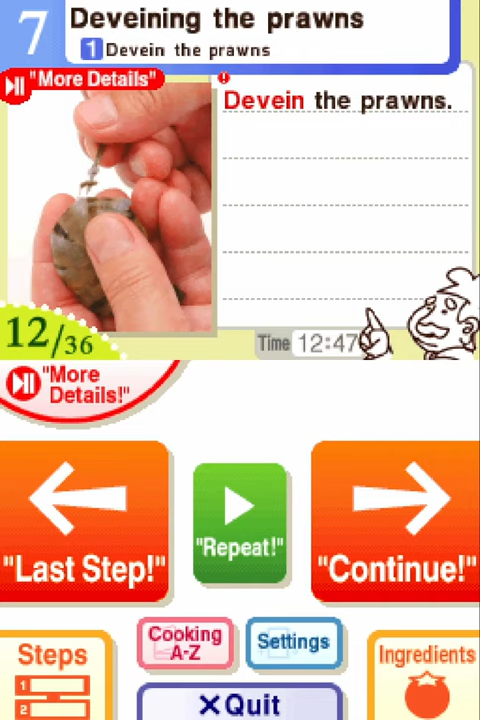 7
Deveining the prawns
1 Devein the prawns
"More Details"
!
Devein the prawns.
12/36
Time 12:47
"More
Details!"
"Last Step!"
"Repeat!"
"Continue!"
Steps
1
2
Cooking
A-Z
Settings
Ingredients
×Quit